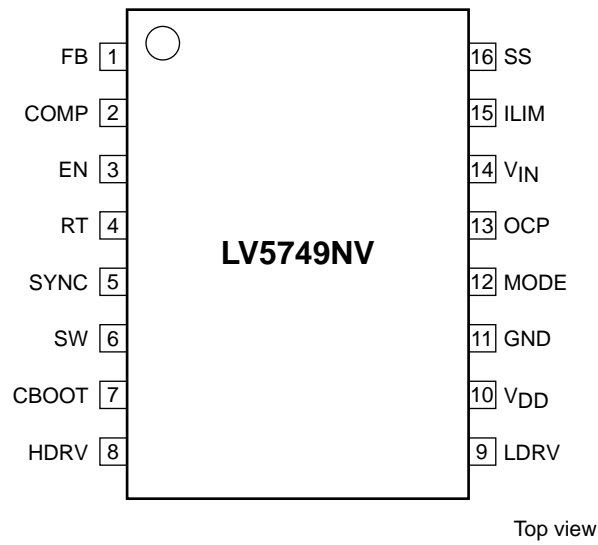 FB 1
COMP 2
EN 3
RT 4
SYNC 5
SW 6
CBOOT 7
HDRV 8
LV5749NV
16 SS
15 ILIM
14 VIN
13 OCP
12 MODE
11 GND
10 VDD
9 LDRV
Top view